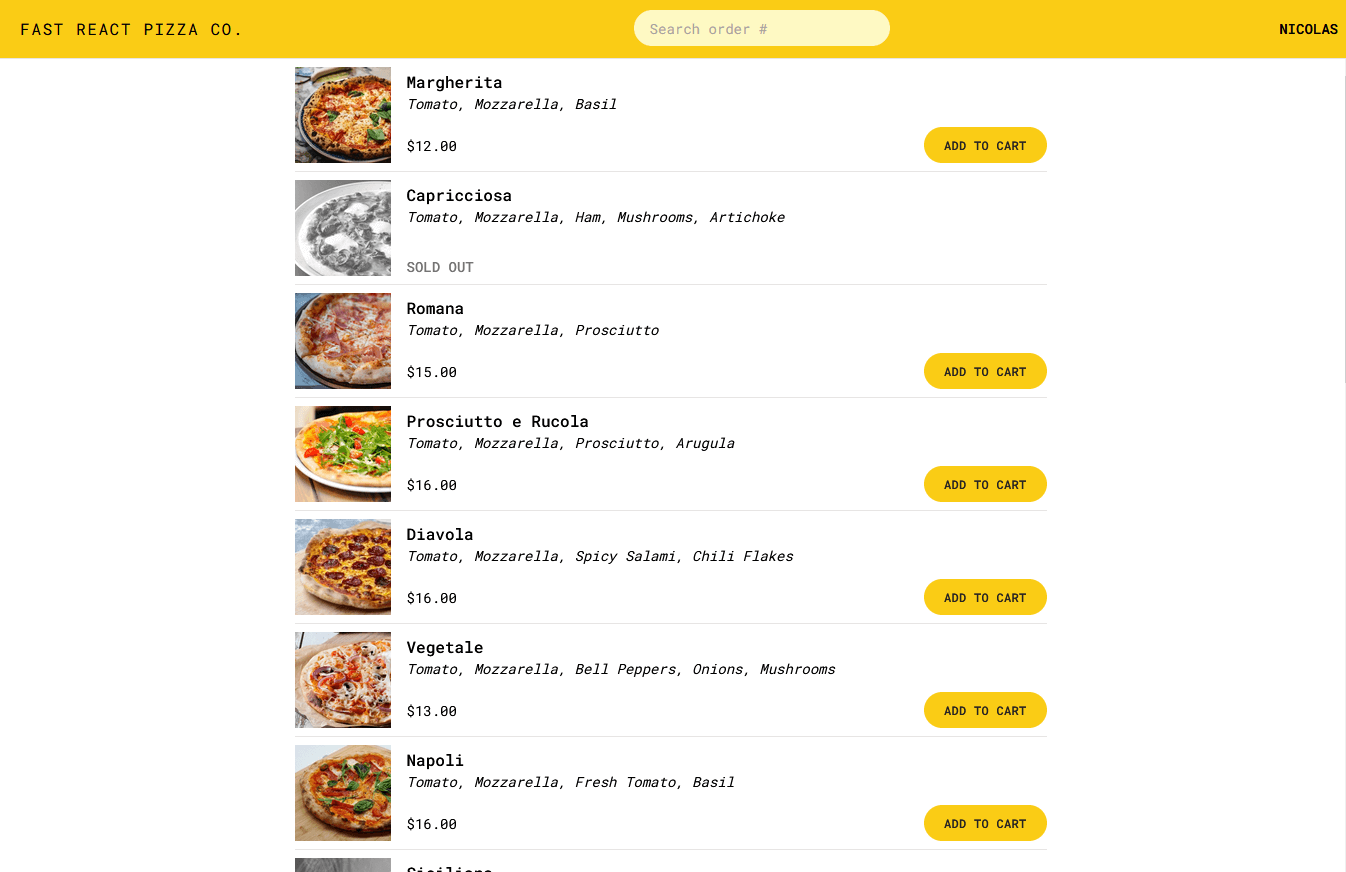 FAST REACT PIZZA CO.
Search order #
NICOLAS
Margherita
Tomato, Mozzarella, Basil
$12.00
ADD TO CART
Capricciosa
Tomato, Mozzarella, Ham, Mushrooms, Artichoke
SOLD OUT
Romana
Tomato, Mozzarella, Prosciutto
$15.00
ADD TO CART
Prosciutto e Rucola
Tomato, Mozzarella, Prosciutto, Arugula
$16.00
ADD TO CART
Diavola
Tomato, Mozzarella, Spicy Salami, Chili Flakes
$16.00
ADD TO CART
Vegetale
Tomato, Mozzarella, Bell Peppers, Onions, Mushrooms
$13.00
ADD TO CART
Napoli
Tomato, Mozzarella, Fresh Tomato, Basil
$16.00
ADD TO CART